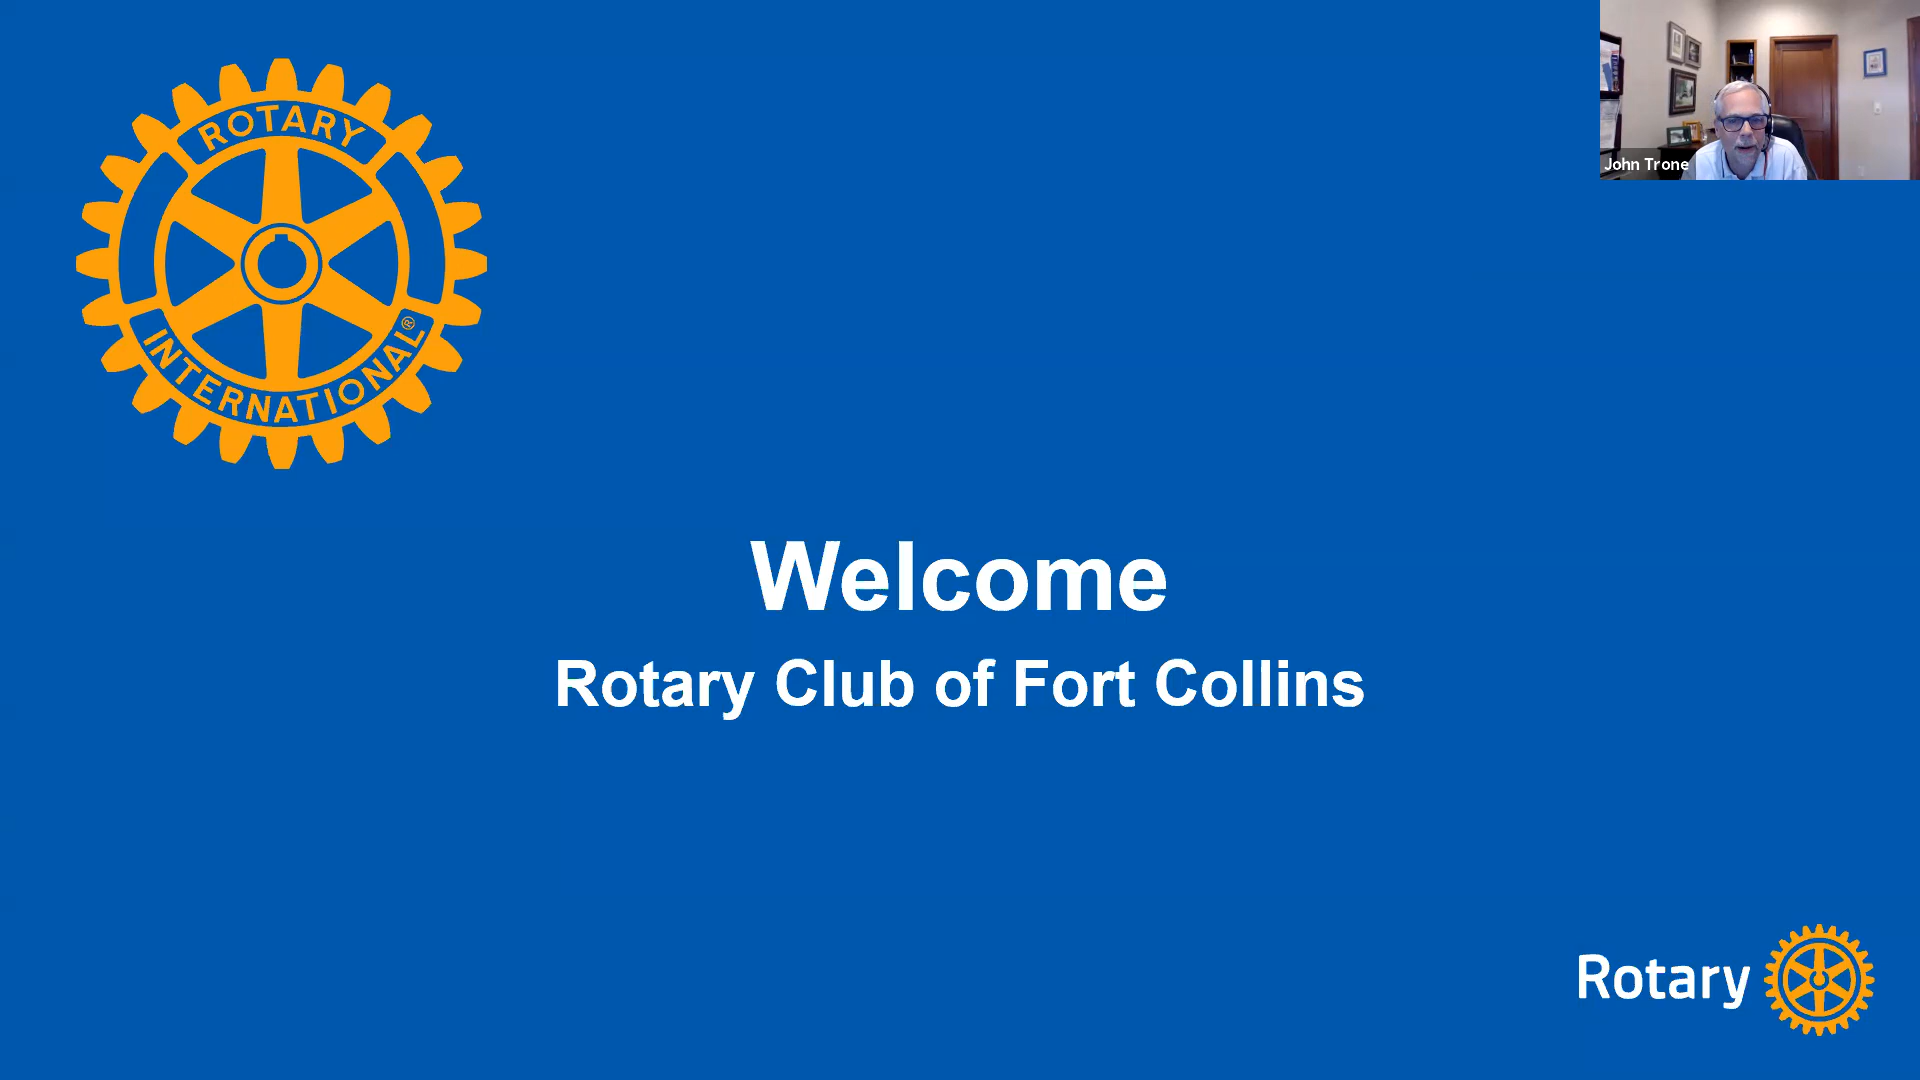 ROTARY
INTERNATIONAL®
John Trone
Welcome
Rotary Club of Fort Collins
Rotary